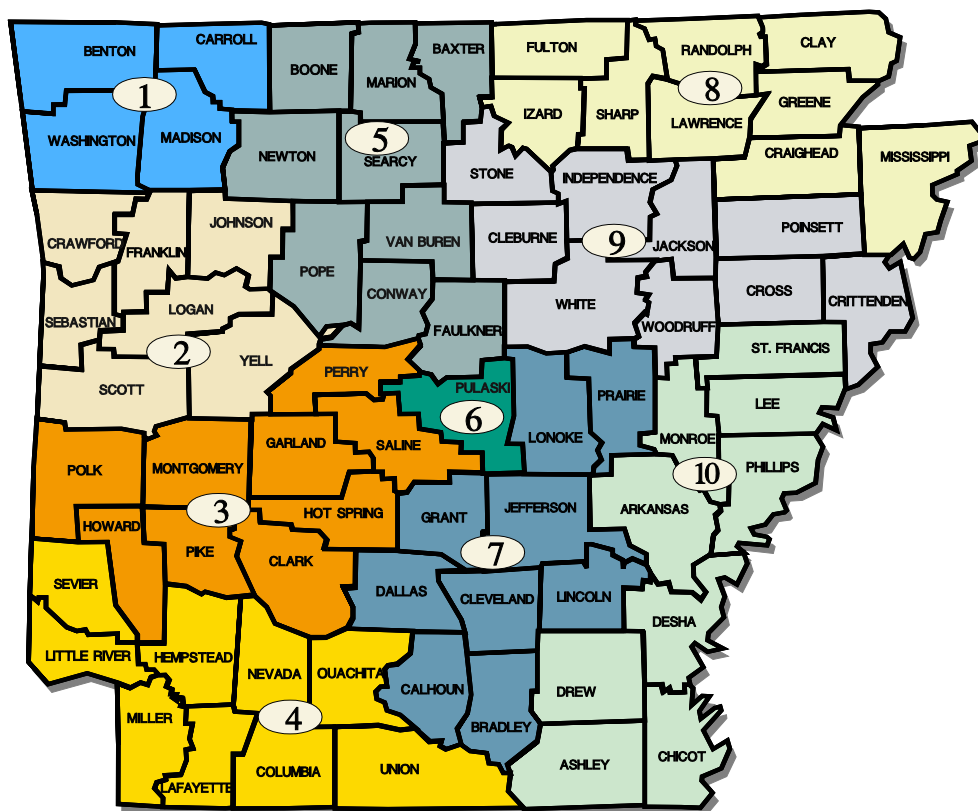 BENTON
CARROLL
BOONE
MARION
BAXTER
FULTON
RANDOLPH
CLAY
1
WASHINGTON
MADISON
NEWTON
5
SEARCY
IZARD
SHARP
8
LAWRENCE
GREENE
CRAIGHEAD
MISSISSIPPI
STONE
INDEPENDENCE
CRAWFORD
FRANKLIN
JOHNSON
POPE
VAN BUREN
CLEBURNE
9
JACKSON
POINSETT
SEBASTIAN
LOGAN
CONWAY
WHITE
CROSS
CRITTENDEN
WOODRUFF
FAULKNER
2
YELL
SCOTT
PERRY
PULASKI
6
PRAIRIE
ST. FRANCIS
LEE
LONOKE
MONROE
PHILLIPS
10
POLK
MONTGOMERY
GARLAND
SALINE
3
HOT SPRING
GRANT
JEFFERSON
ARKANSAS
HOWARD
PIKE
CLARK
7
SEVIER
DALLAS
CLEVELAND
LINCOLN
DESHA
LITTLE RIVER
HEMPSTEAD
NEVADA
OUACHITA
CALHOUN
DREW
MILLER
4
BRADLEY
LAFAYETTE
COLUMBIA
UNION
ASHLEY
CHICOT